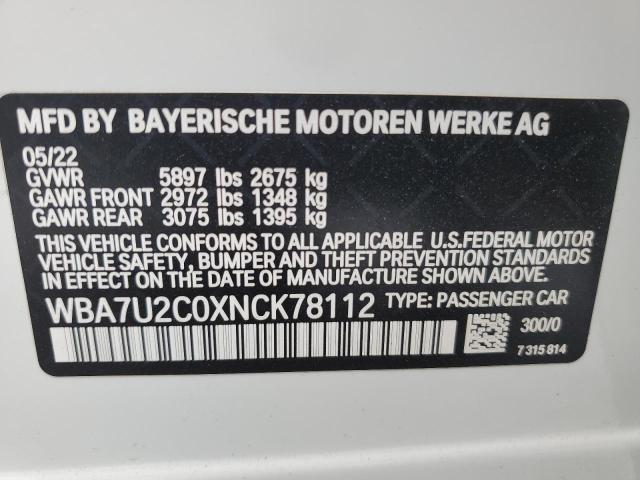 MFD BY BAYERISCHE MOTOREN WERKE AG
05/22
GVWR 5897 lbs 2675 kg
GAWR FRONT 2972 lbs 1348 kg
GAWR REAR 3075 lbs 1395 kg
THIS VEHICLE CONFORMS TO ALL APPLICABLE U.S.FEDERAL MOTOR
VEHICLE SAFETY, BUMPER AND THEFT PREVENTION STANDARDS IN
EFFECT ON THE DATE OF MANUFACTURE SHOWN ABOVE.
WBA7U2C0XNCK78112 TYPE: PASSENGER CAR
300/0
7 315 814